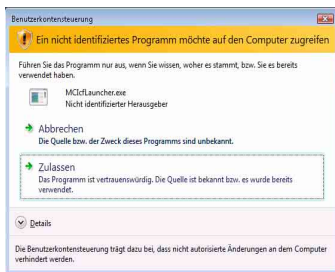 Benutzerkontensteuerung
Ein nicht identifiziertes Programm möchte auf den Computer zugreifen
Führen Sie das Programm nur aus, wenn Sie wissen, woher es stammt, bzw. Sie es bereits
verwendet haben.
MCIcfLauncher.exe
Nicht identifizierter Herausgeber
Abbrechen
Die Quelle bzw. der Zweck dieses Programms sind unbekannt.
Zulassen
Das Programm ist vertrauenswürdig. Die Quelle ist bekannt bzw. es wurde bereits
verwendet.
Details
Die Benutzerkontensteuerung trägt dazu bei, dass nicht autorisierte Änderungen an dem Computer
verhindert werden.